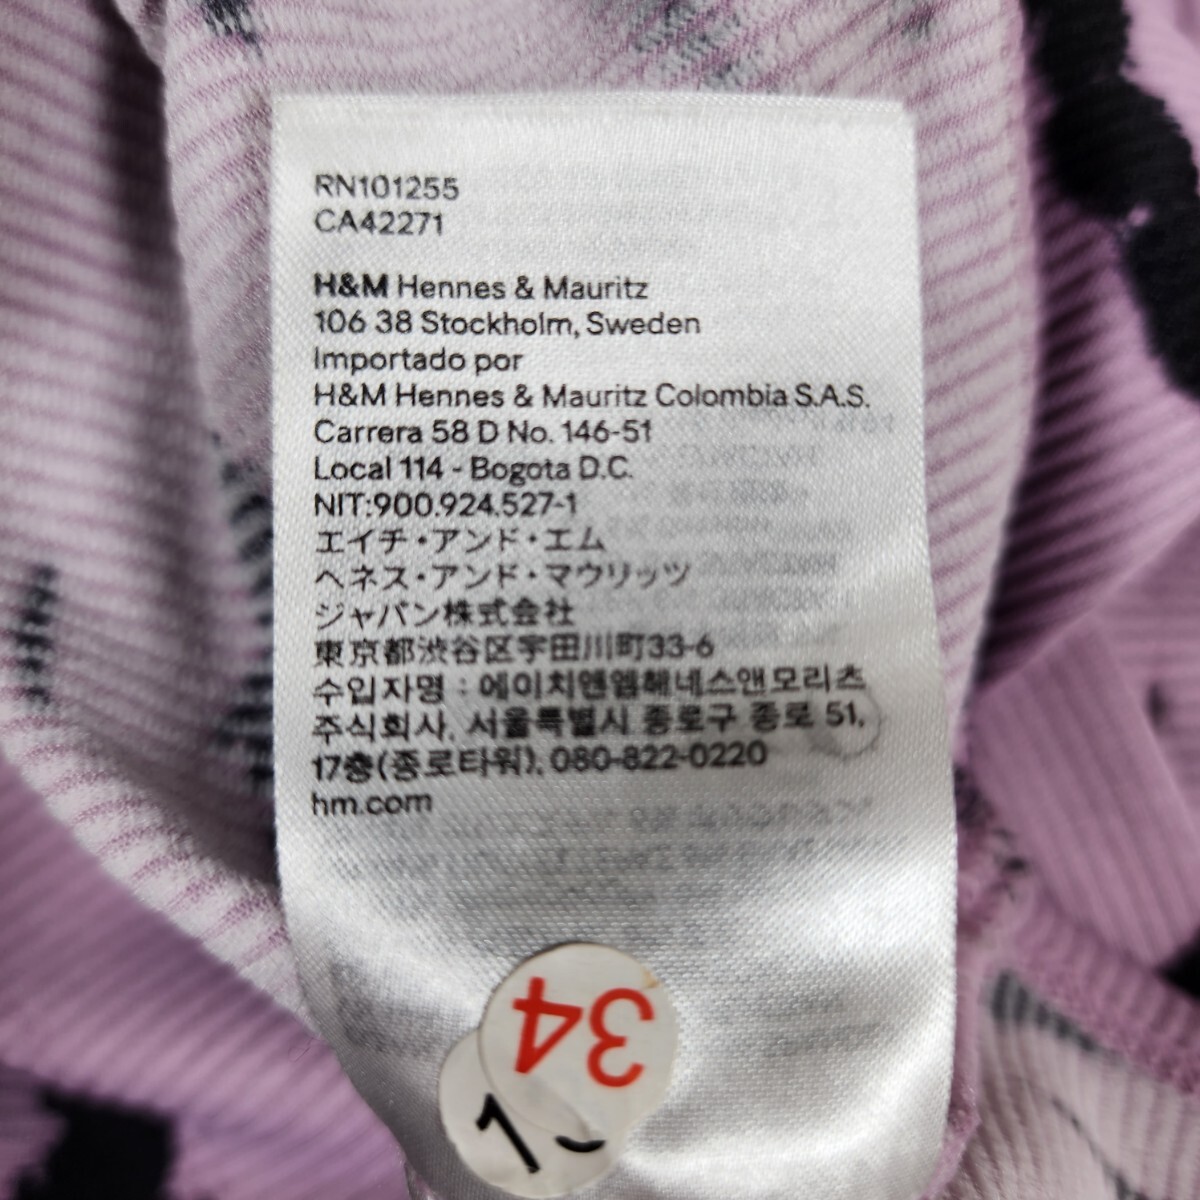 RN101255
CA42271
H&M Hennes & Mauritz
106 38 Stockholm, Sweden
Importado por
H&M Hennes & Mauritz Colombia S.A.S.
Carrera 58 D No. 146-51
Local 114 - Bogota D.C.
NIT:900.924.527-1
エイチ・アンド・エム
ヘネス・アンド・マウリッツ
ジャパン株式会社
東京都渋谷区宇田川町33-6
수입자명 : 에이치앤엠헤네스앤모리츠
주식회사, 서울특별시 종로구 종로 51,
17층(종로타워), 080-822-0220
hm.com
34